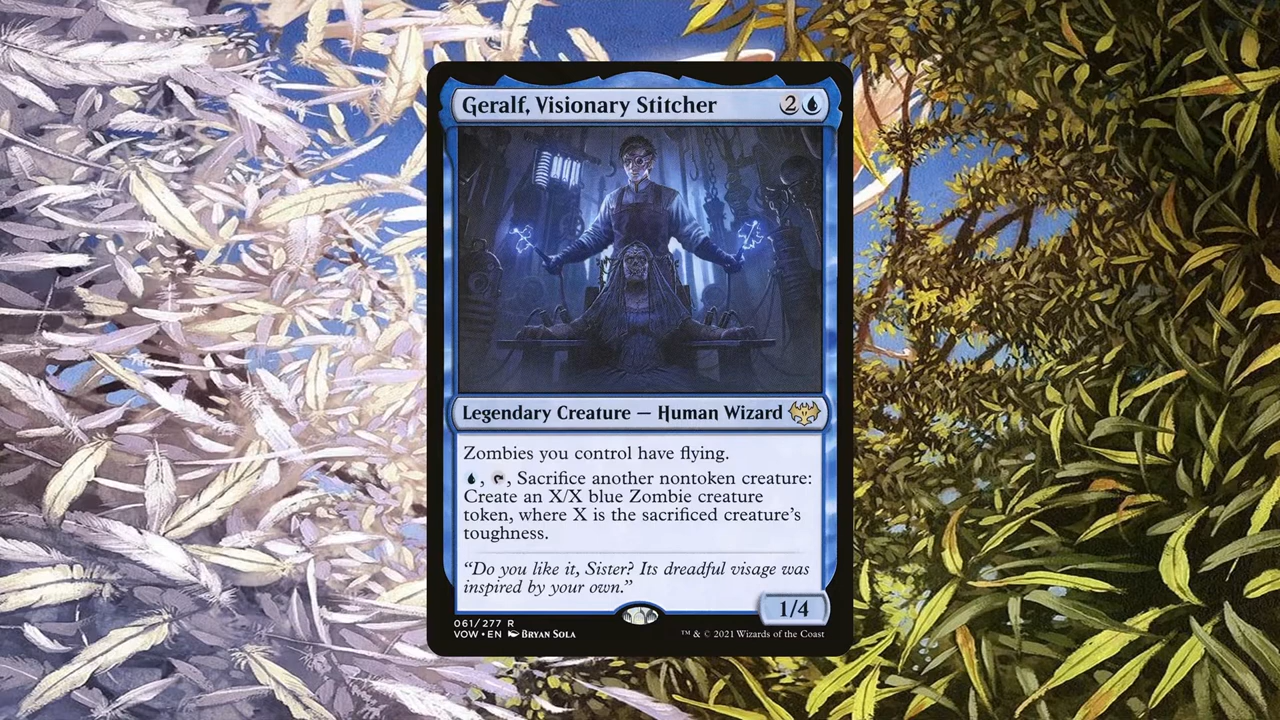 Geralf, Visionary Stitcher 2
Legendary Creature — Human Wizard
Zombies you control have flying.
, , Sacrifice another nontoken creature:
Create an X/X blue Zombie creature
token, where X is the sacrificed creature's
toughness.
“Do you like it, Sister? Its dreadful visage was
inspired by your own.”
1/4
061/277 R
VOW • EN BRYAN SOLA
™ & © 2021 Wizards of the Coast